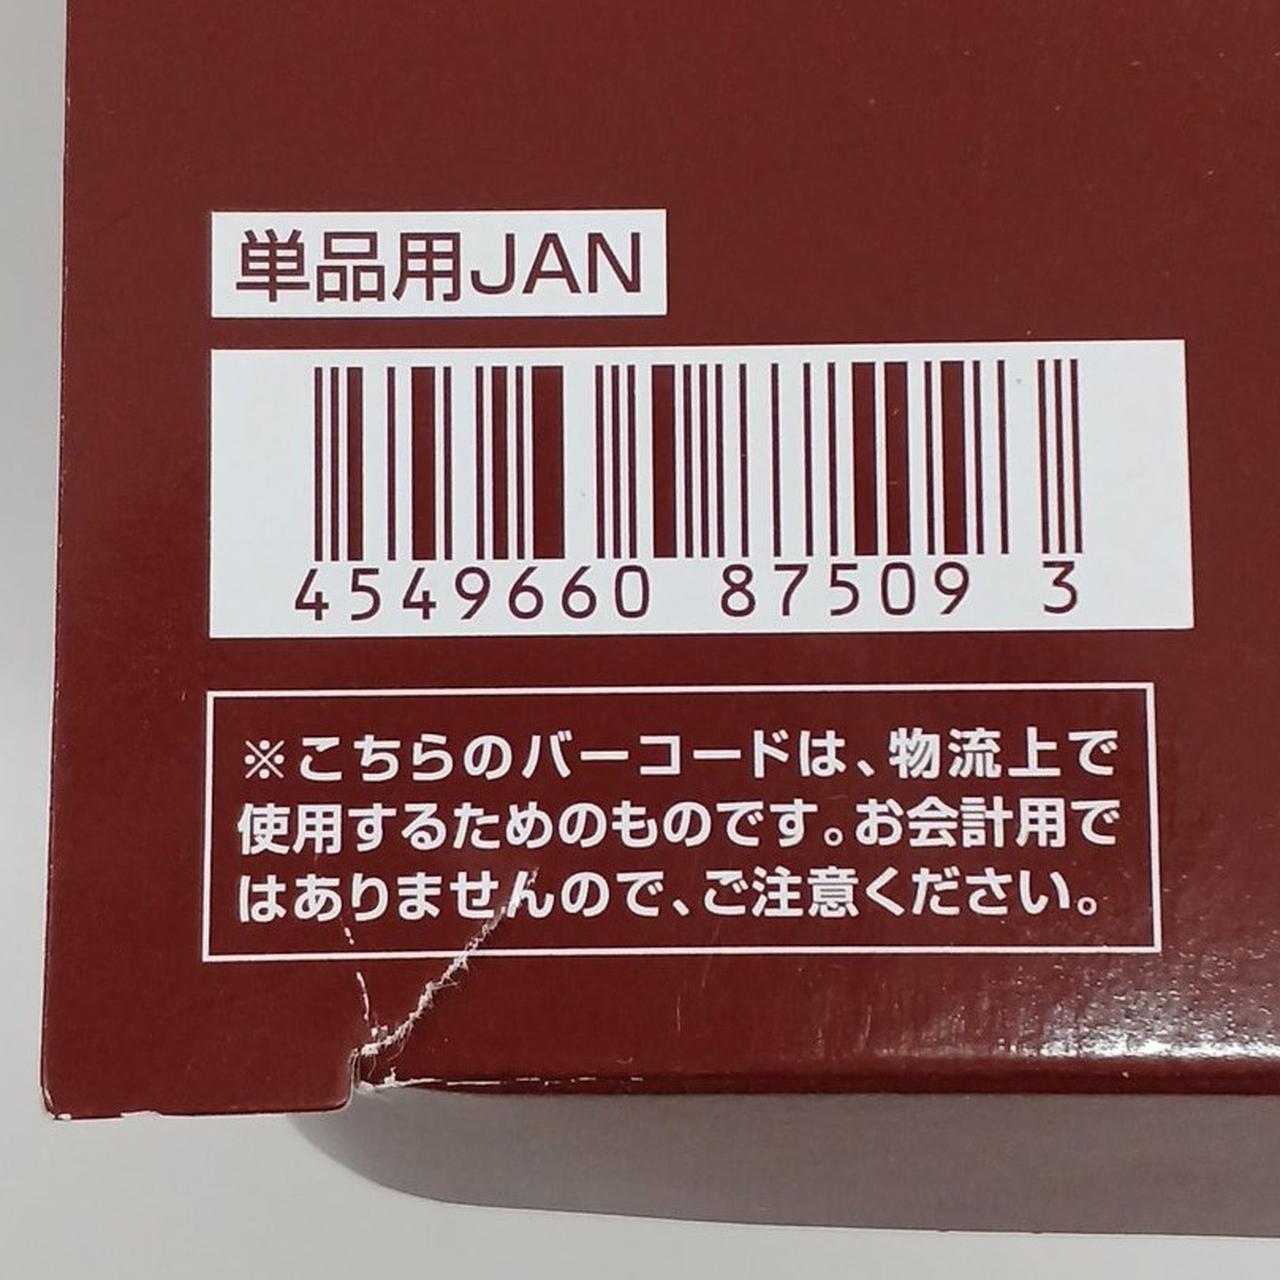 単品用JAN
4549660 87509 3
※こちらのバーコードは、物流上で
使用するためのものです。お会計用で
はありませんので、ご注意ください。